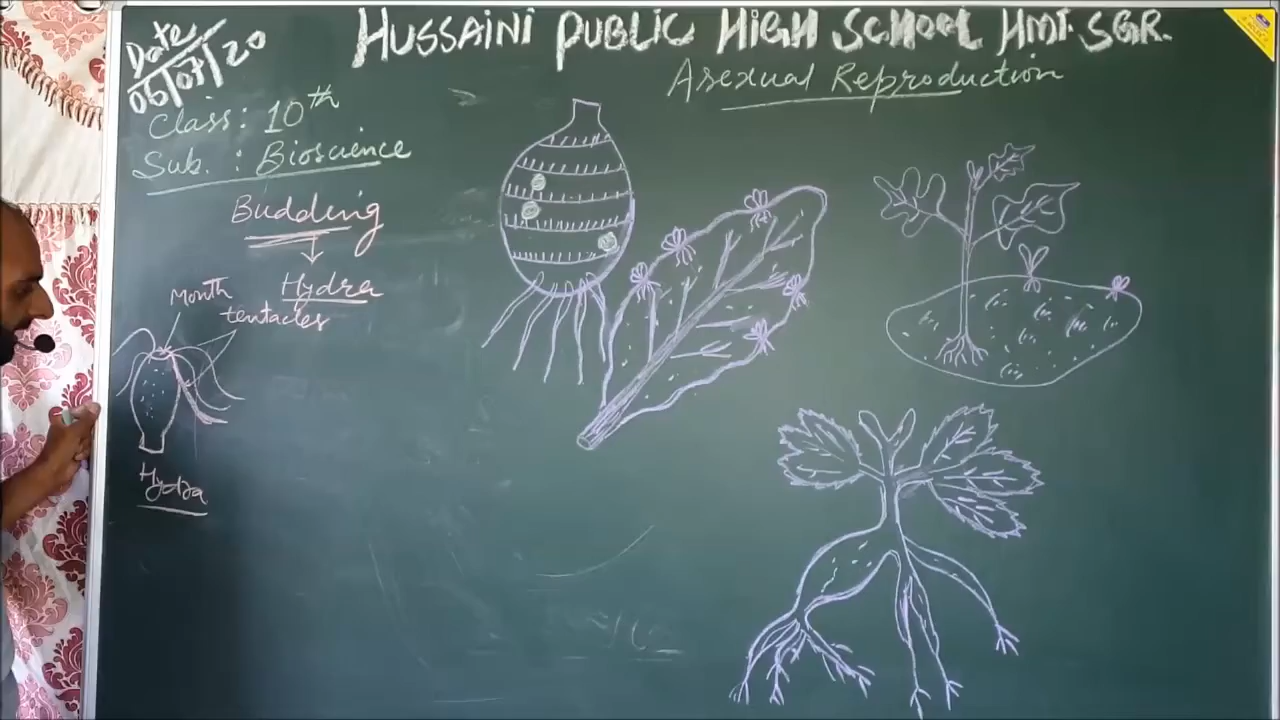 HUSSAINI PUBLIC HIGH SCHOOL HMT. SGR.
Date
06/07/20
Asexual Reproduction
Class: 10th
Sub. : Bioscience
Budding
Hydra
Month
tentacles
Hydra